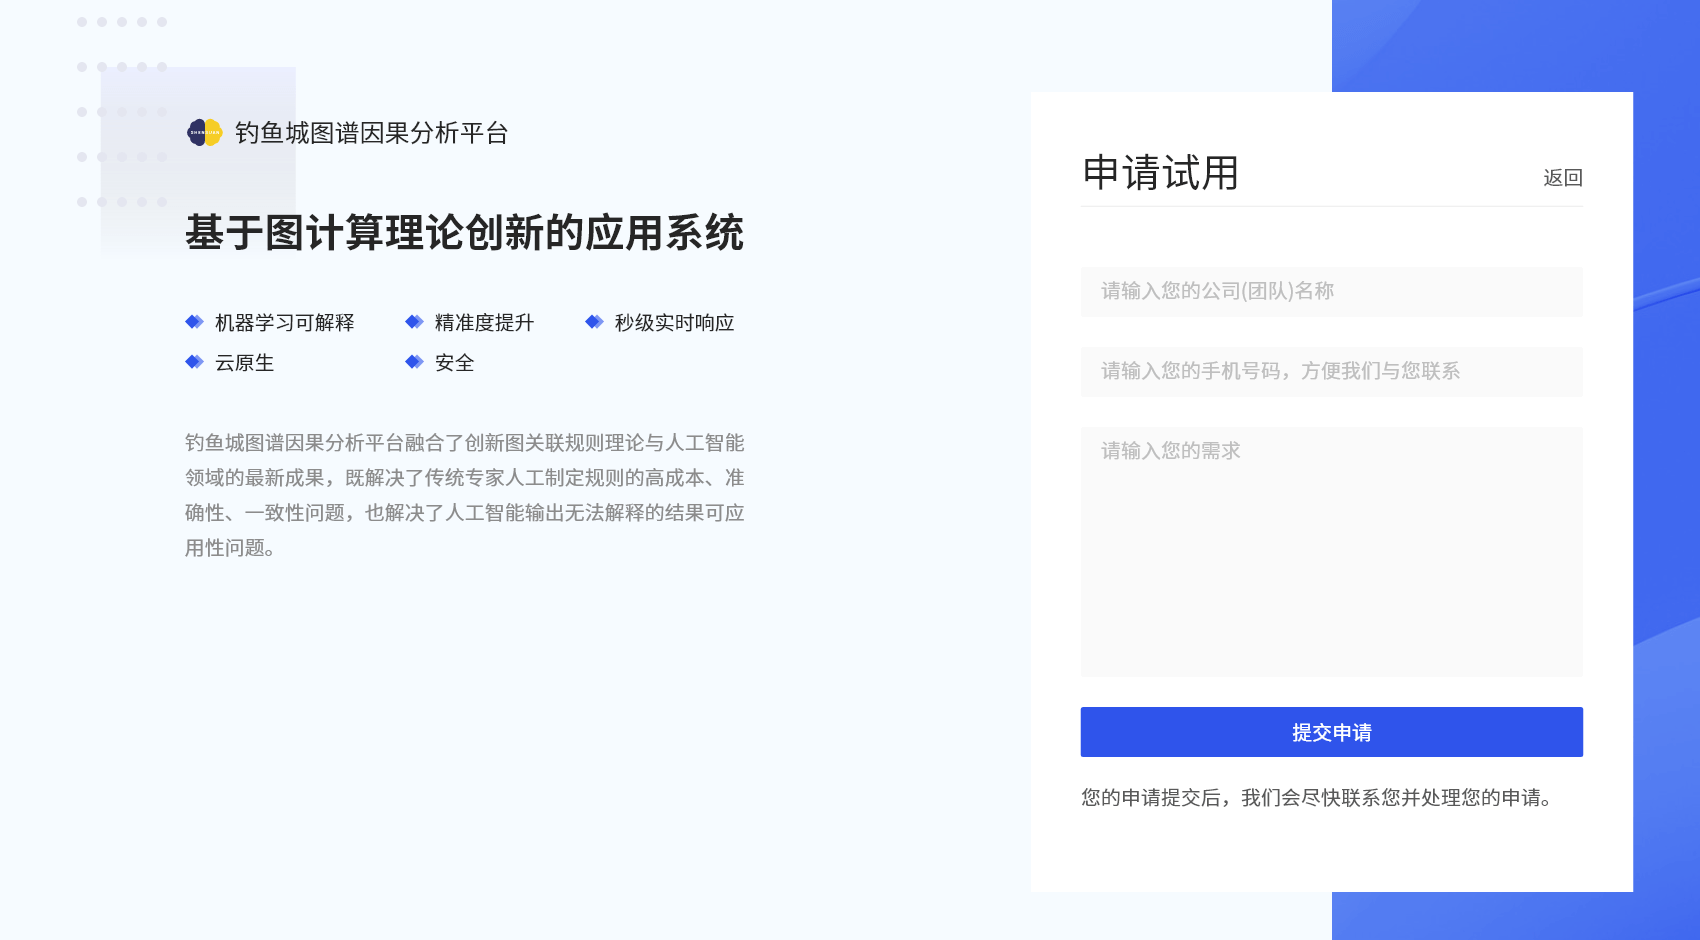 钓鱼城图谱因果分析平台
基于图计算理论创新的应用系统
机器学习可解释 精准度提升 秒级实时响应
云原生 安全
钓鱼城图谱因果分析平台融合了创新图关联规则理论与人工智能
领域的最新成果，既解决了传统专家人工制定规则的高成本、准
确性、一致性问题，也解决了人工智能输出无法解释的结果可应
用性问题。
申请试用
返回
请输入您的公司(团队)名称
请输入您的手机号码，方便我们与您联系
请输入您的需求
提交申请
您的申请提交后，我们会尽快联系您并处理您的申请。